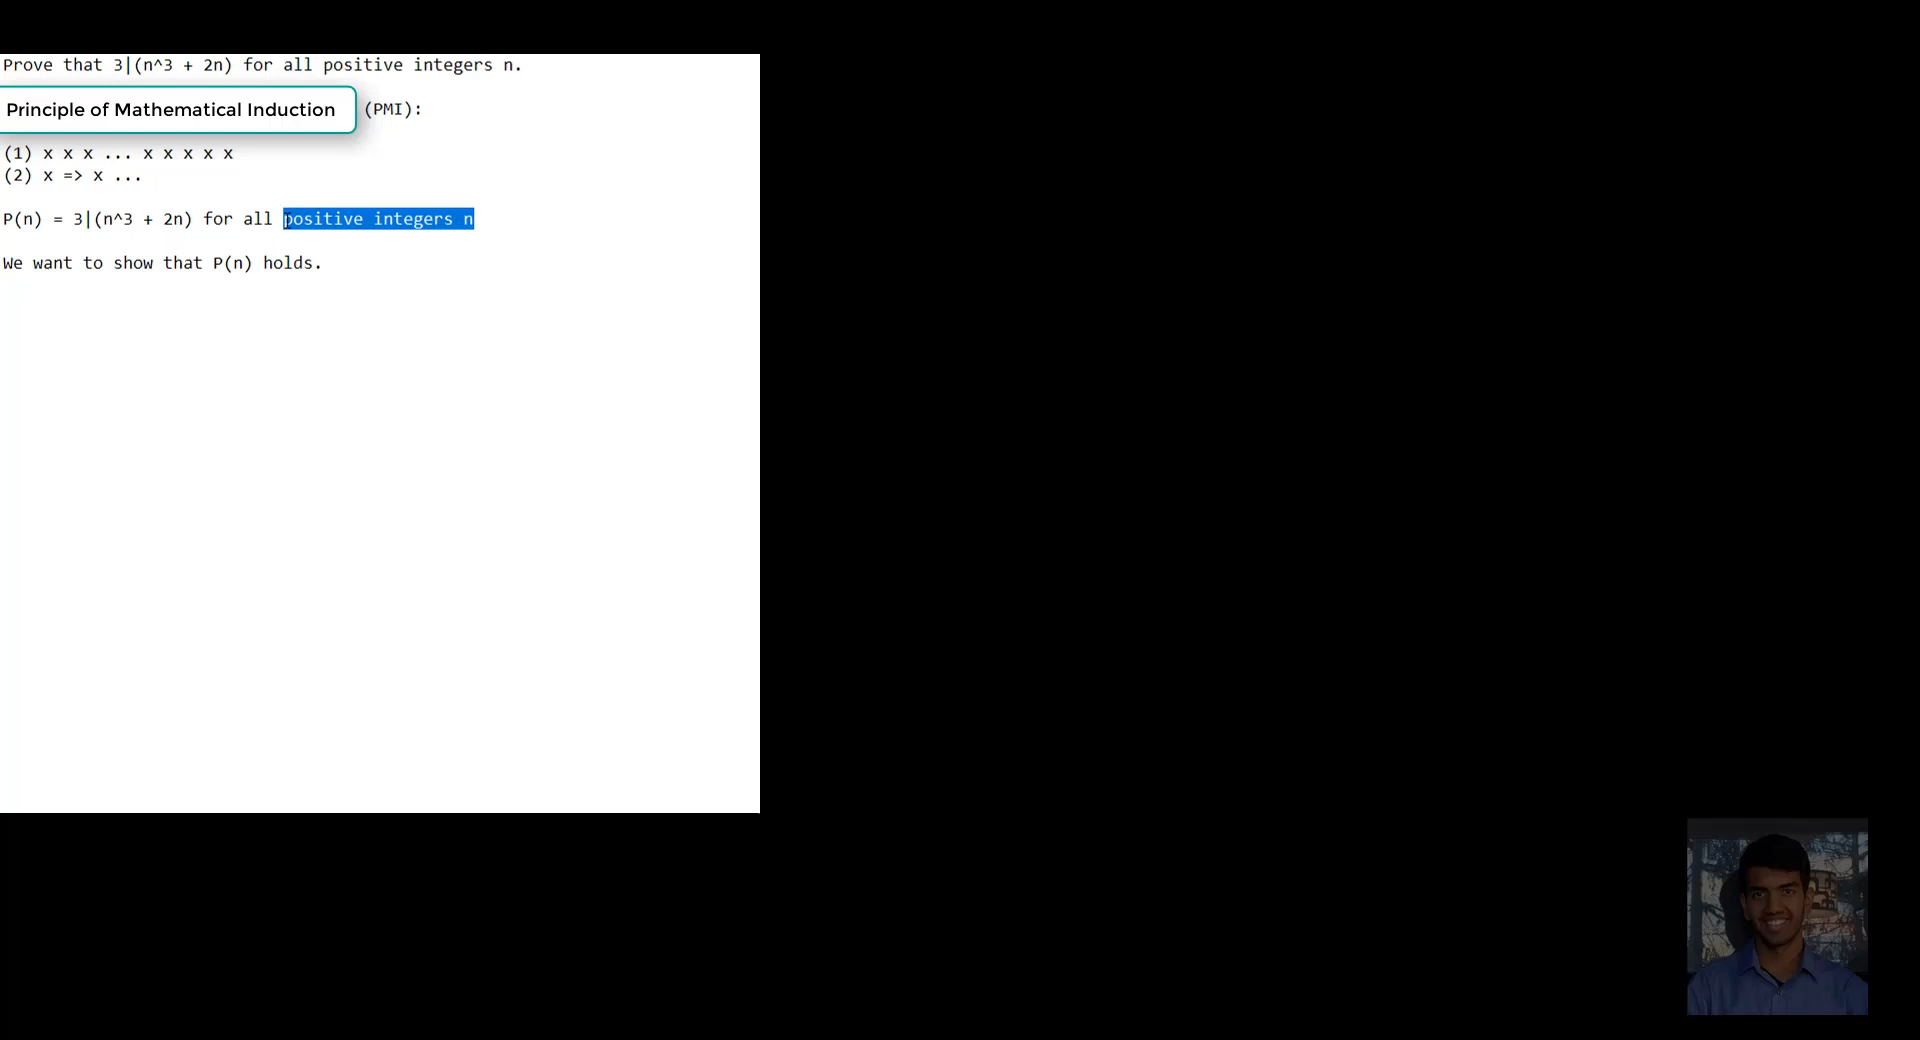 Prove that 3|(n^3 + 2n) for all positive integers n.
Principle of Mathematical Induction (PMI):
(1) x x x ... x x x x x
(2) x => x ...
P(n) = 3|(n^3 + 2n) for all positive integers n
We want to show that P(n) holds.